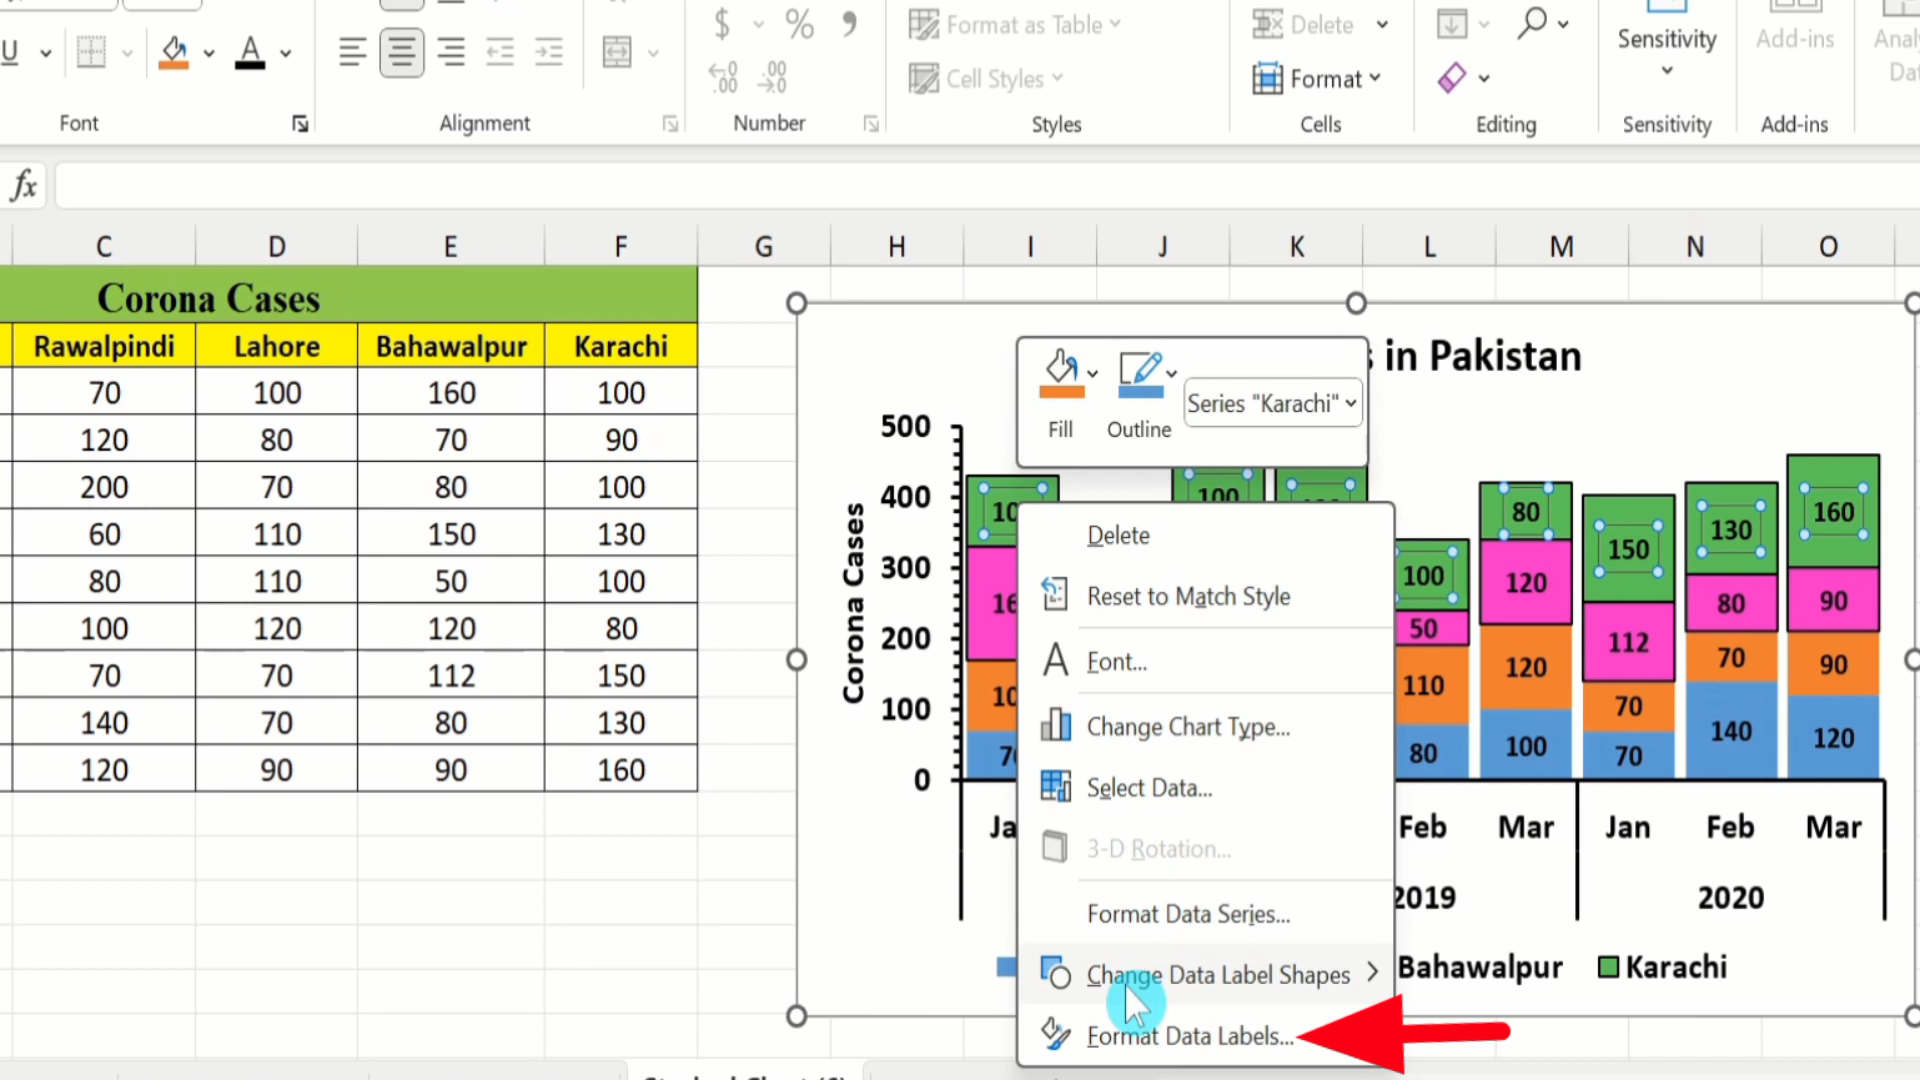 $ % Format as Table Delete Sensitivity Add-ins
Cell Styles Format
Font Alignment Number Styles Cells Editing Sensitivity Add-ins
fx
C D E F G H I J K L M N O
Corona Cases
Rawalpindi Lahore Bahawalpur Karachi
70 100 160 100
120 80 70 90
200 70 80 100
60 110 150 130
80 110 50 100
100 120 120 80
70 70 112 150
140 70 80 130
120 90 90 160
in Pakistan
Fill Outline Series "Karachi"
Corona Cases
500
400
300
200
100
0
100 80 150 130 160
100 120 112 80 90
50 120 70 70 90
110 100 70 140 120
80
Feb Mar Jan Feb Mar
2019 2020
Bahawalpur Karachi
Delete
Reset to Match Style
Font...
Change Chart Type...
Select Data...
3-D Rotation...
Format Data Series...
Change Data Label Shapes
Format Data Labels...